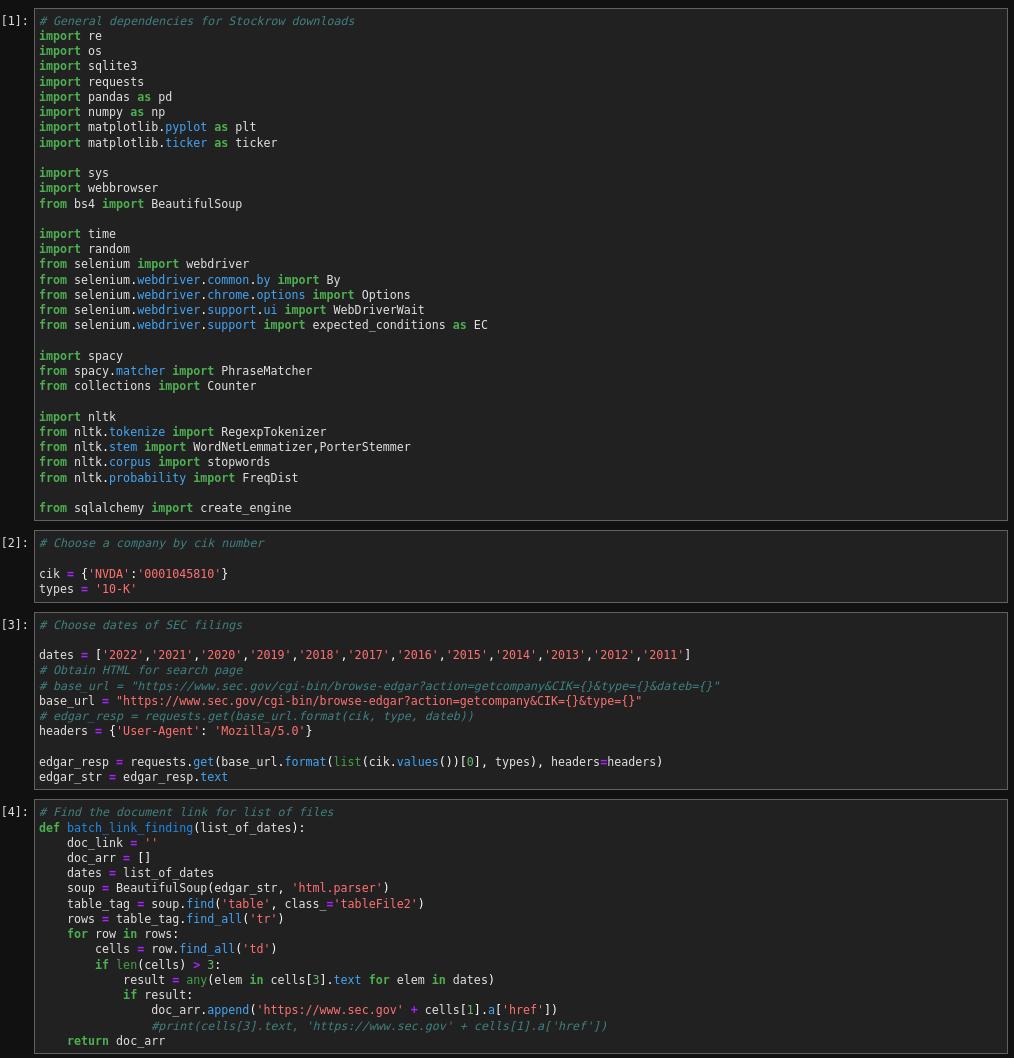 [1]: # General dependencies for Stockrow downloads
import re
import os
import sqlite3
import requests
import pandas as pd
import numpy as np
import matplotlib.pyplot as plt
import matplotlib.ticker as ticker

import sys
import webbrowser
from bs4 import BeautifulSoup

import time
import random
from selenium import webdriver
from selenium.webdriver.common.by import By
from selenium.webdriver.chrome.options import Options
from selenium.webdriver.support.ui import WebDriverWait
from selenium.webdriver.support import expected_conditions as EC

import spacy
from spacy.matcher import PhraseMatcher
from collections import Counter

import nltk
from nltk.tokenize import RegexpTokenizer
from nltk.stem import WordNetLemmatizer,PorterStemmer
from nltk.corpus import stopwords
from nltk.probability import FreqDist

from sqlalchemy import create_engine
[2]: # Choose a company by cik number

cik = {'NVDA':'0001045810'}
types = '10-K'
[3]: # Choose dates of SEC filings

dates = ['2022','2021','2020','2019','2018','2017','2016','2015','2014','2013','2012','2011']
# Obtain HTML for search page
# base_url = "https://www.sec.gov/cgi-bin/browse-edgar?action=getcompany&CIK={}&type={}&dateb={}"
base_url = "https://www.sec.gov/cgi-bin/browse-edgar?action=getcompany&CIK={}&type={}"
# edgar_resp = requests.get(base_url.format(cik, type, dateb))
headers = {'User-Agent': 'Mozilla/5.0'}

edgar_resp = requests.get(base_url.format(list(cik.values())[0], types), headers=headers)
edgar_str = edgar_resp.text
[4]: # Find the document link for list of files
def batch_link_finding(list_of_dates):
    doc_link = ''
    doc_arr = []
    dates = list_of_dates
    soup = BeautifulSoup(edgar_str, 'html.parser')
    table_tag = soup.find('table', class_='tableFile2')
    rows = table_tag.find_all('tr')
    for row in rows:
        cells = row.find_all('td')
        if len(cells) > 3:
            result = any(elem in cells[3].text for elem in dates)
            if result:
                doc_arr.append('https://www.sec.gov' + cells[1].a['href'])
                #print(cells[3].text, 'https://www.sec.gov' + cells[1].a['href'])
    return doc_arr